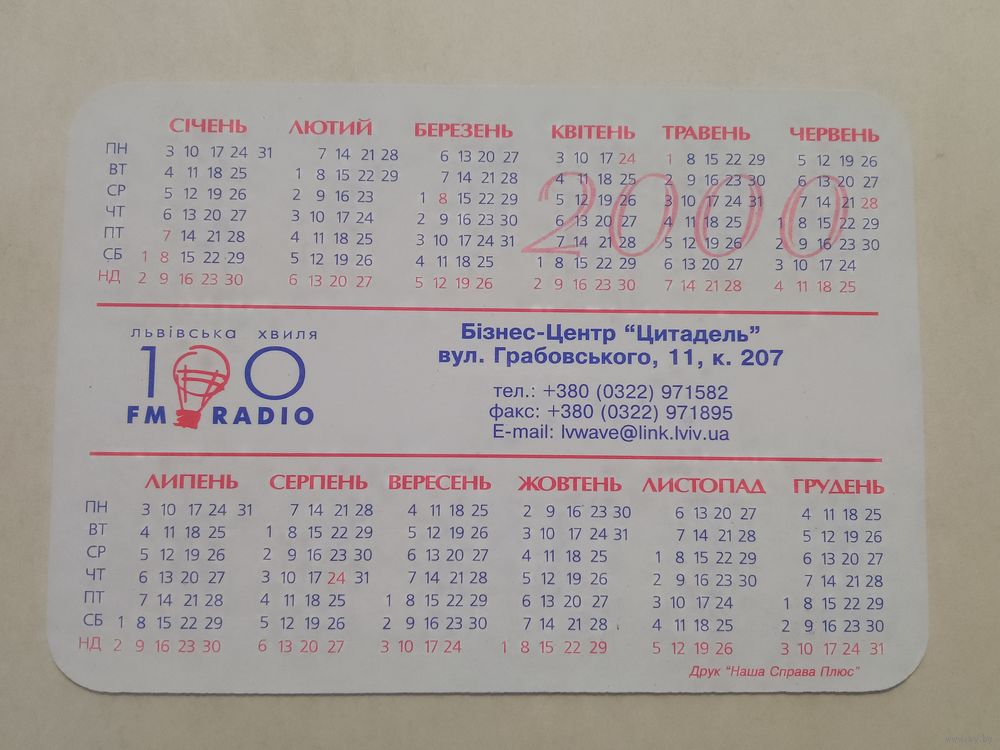 СІЧЕНЬ ЛЮТИЙ БЕРЕЗЕНЬ КВІТЕНЬ ТРАВЕНЬ ЧЕРВЕНЬ
ПН 3 10 17 24 31 7 14 21 28 6 13 20 27 3 10 17 24 1 8 15 22 29 5 12 19 26
ВТ 4 11 18 25 1 8 15 22 29 7 14 21 28 4 11 18 25 2 9 16 23 30 6 13 20 27
СР 5 12 19 26 2 9 16 23 1 8 15 22 29 5 12 19 26 3 10 17 24 31 7 14 21 28
ЧТ 6 13 20 27 3 10 17 24 2 9 16 23 30 6 13 20 27 4 11 18 25 1 8 15 22 29
ПТ 7 14 21 28 4 11 18 25 3 10 17 24 31 7 14 21 28 5 12 19 26 2 9 16 23 30
СБ 1 8 15 22 29 5 12 19 26 4 11 18 25 1 8 15 22 29 6 13 20 27 3 10 17 24
НД 2 9 16 23 30 6 13 20 27 5 12 19 26 2 9 16 23 30 7 14 21 28 4 11 18 25
2000
львівська хвиля
100
FM RADIO
Бізнес-Центр “Цитадель”
вул. Грабовського, 11, к. 207
тел.: +380 (0322) 971582
факс: +380 (0322) 971895
E-mail: lvwave@link.lviv.ua
ЛИПЕНЬ СЕРПЕНЬ ВЕРЕСЕНЬ ЖОВТЕНЬ ЛИСТОПАД ГРУДЕНЬ
ПН 3 10 17 24 31 7 14 21 28 4 11 18 25 2 9 16 23 30 6 13 20 27 4 11 18 25
ВТ 4 11 18 25 1 8 15 22 29 5 12 19 26 3 10 17 24 31 7 14 21 28 5 12 19 26
СР 5 12 19 26 2 9 16 23 30 6 13 20 27 4 11 18 25 1 8 15 22 29 6 13 20 27
ЧТ 6 13 20 27 3 10 17 24 31 7 14 21 28 5 12 19 26 2 9 16 23 30 7 14 21 28
ПТ 7 14 21 28 4 11 18 25 1 8 15 22 29 6 13 20 27 3 10 17 24 1 8 15 22 29
СБ 1 8 15 22 29 5 12 19 26 2 9 16 23 30 7 14 21 28 4 11 18 25 2 9 16 23 30
НД 2 9 16 23 30 6 13 20 27 3 10 17 24 1 8 15 22 29 5 12 19 26 3 10 17 24 31
Друк “Наша Справа Плюс”